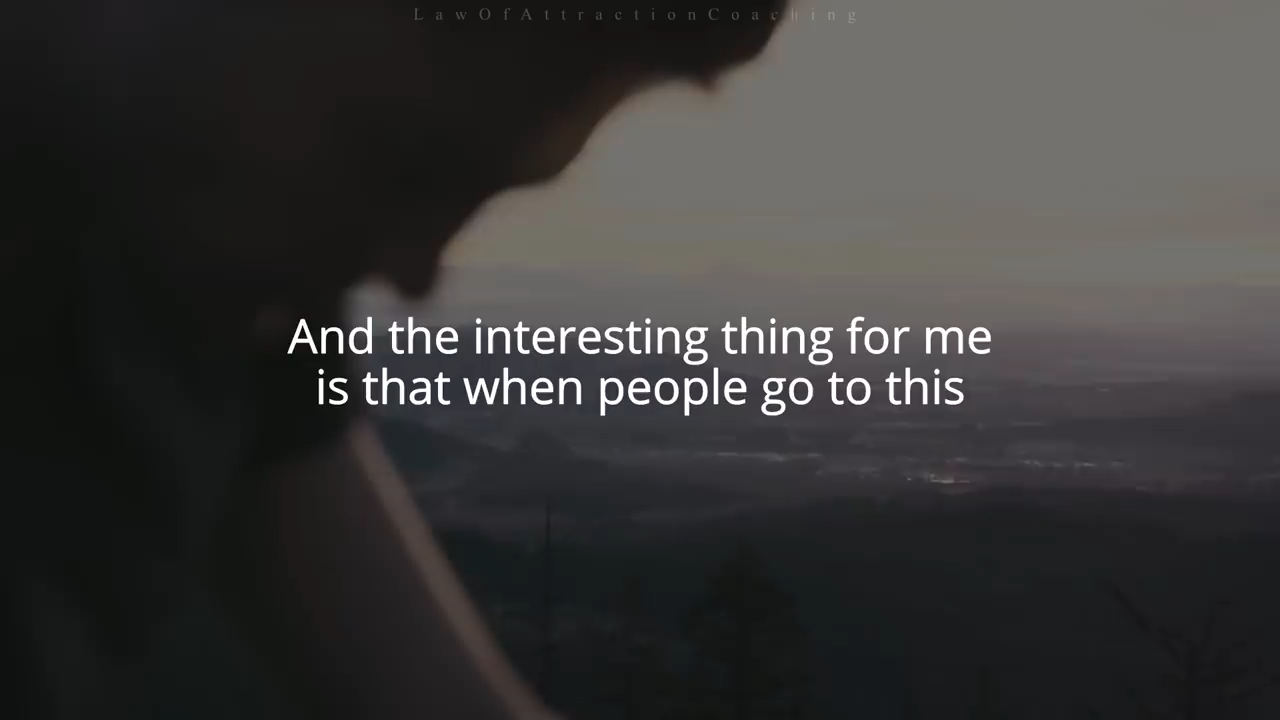 LawOfAttractionCoaching
And the interesting thing for me
is that when people go to this